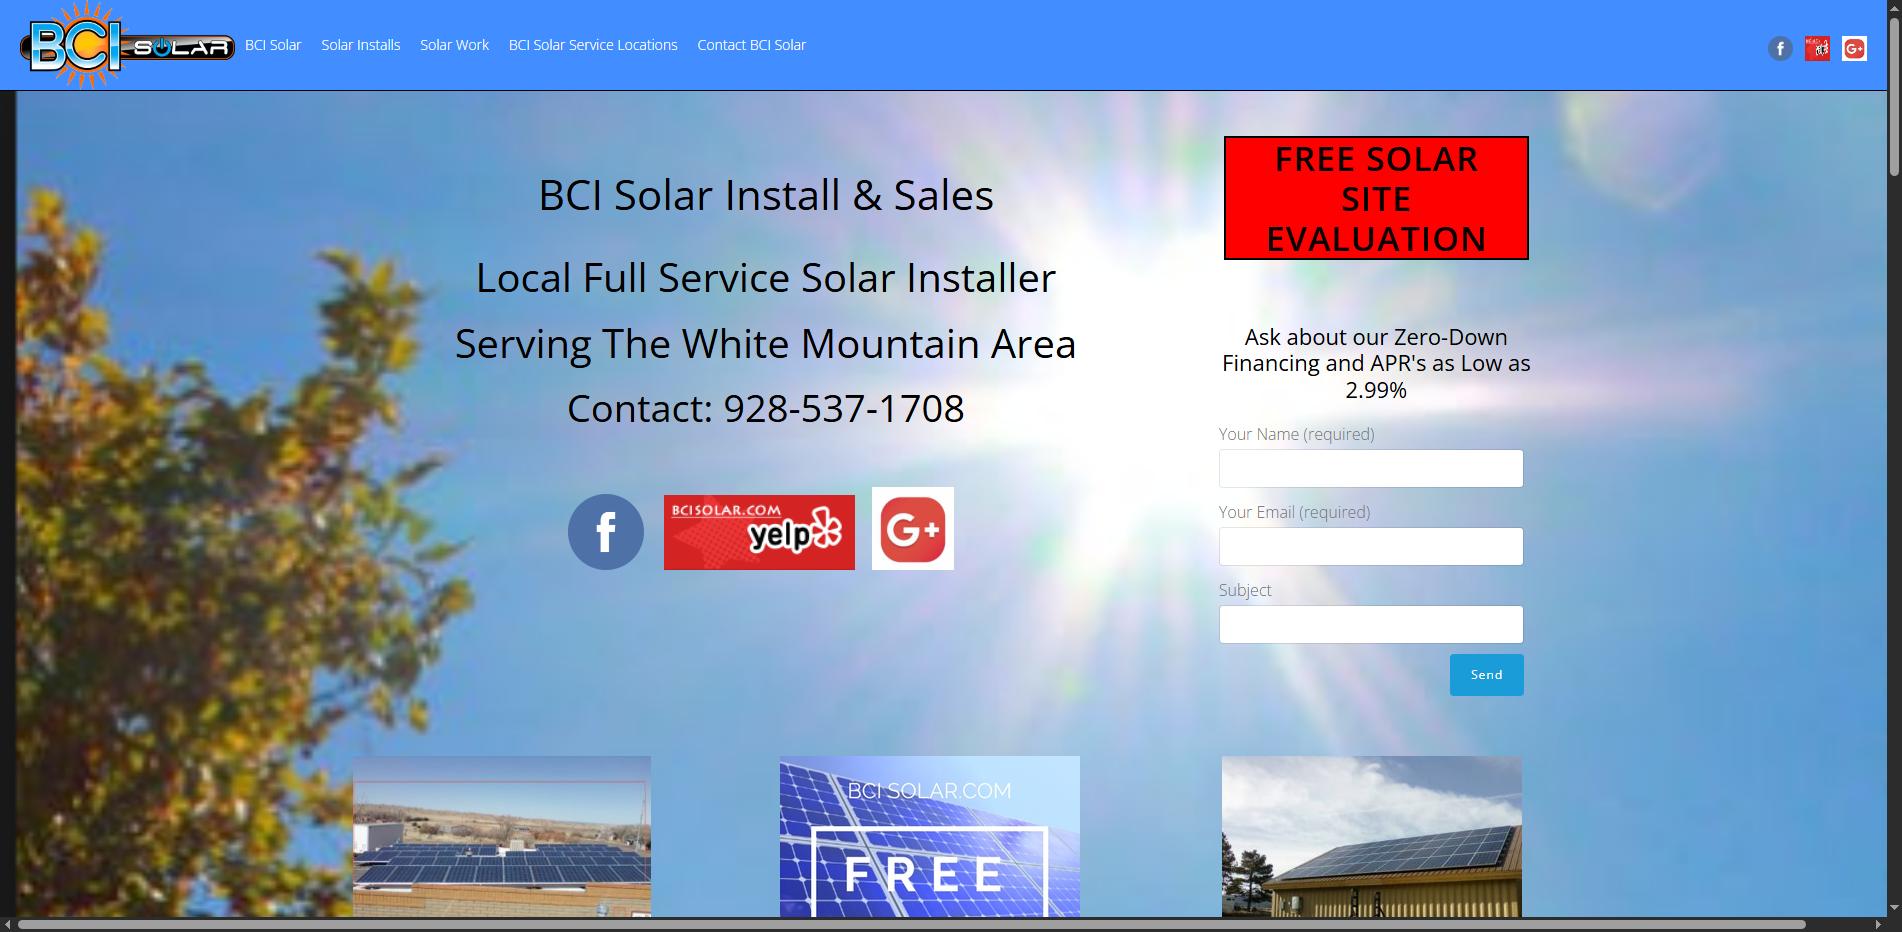 BCI SOLAR
BCI Solar
Solar Installs
Solar Work
BCI Solar Service Locations
Contact BCI Solar
f
G+
BCI Solar Install & Sales
Local Full Service Solar Installer
Serving The White Mountain Area
Contact: 928-537-1708
f
BCISOLAR.COM
yelp
G+
FREE SOLAR
SITE
EVALUATION
Ask about our Zero-Down
Financing and APR's as Low as
2.99%
Your Name (required)
Your Email (required)
Subject
Send
BCI SOLAR.COM
FREE